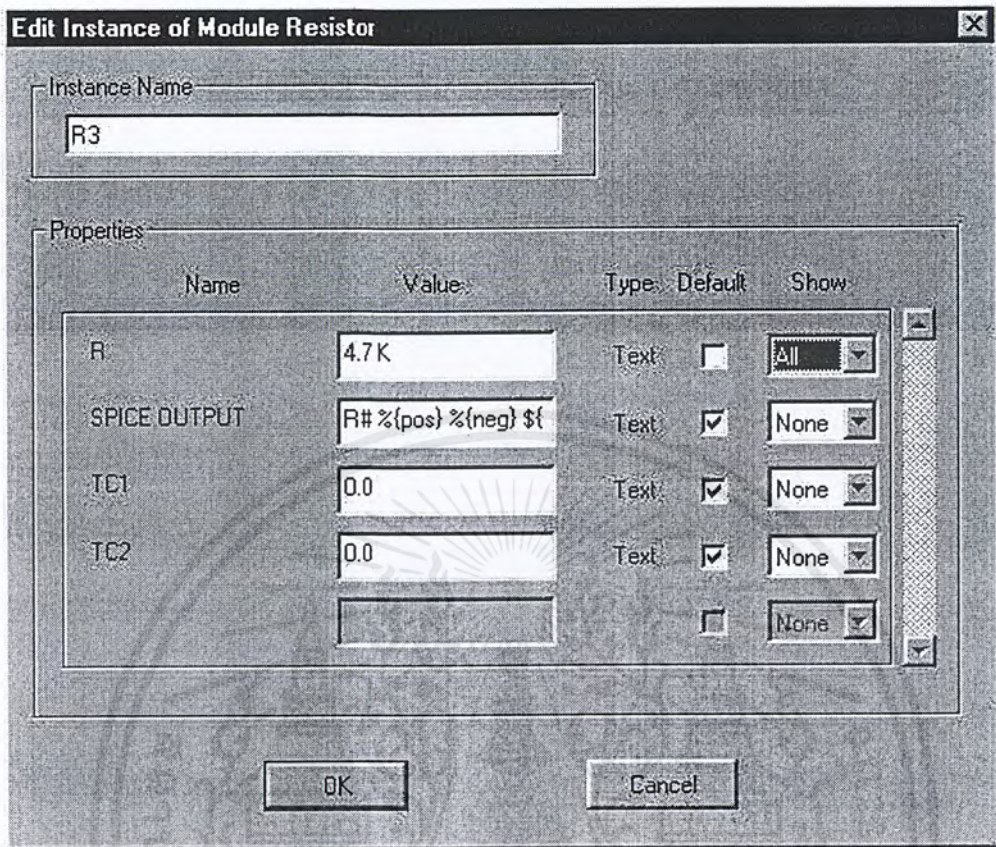 Edit Instance of Module Resistor
Instance Name
R3
Properties
Name Value Type Default Show
R 4.7K Text All
SPICE OUTPUT R# %{pos} %{neg} ${ Text None
TC1 0.0 Text None
TC2 0.0 Text None
None
OK Cancel